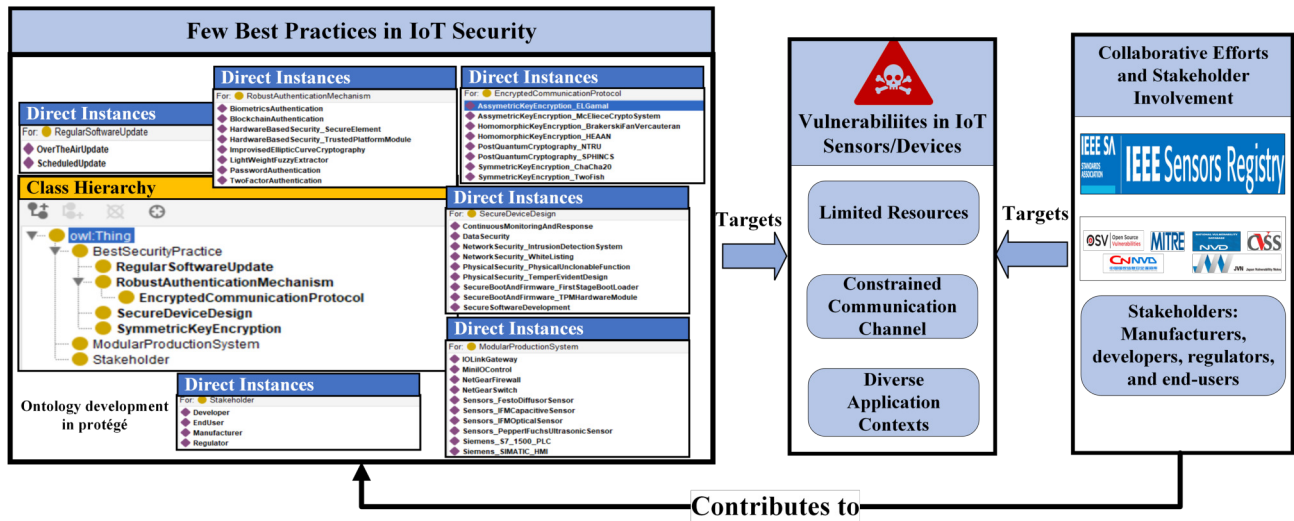 Few Best Practices in IoT Security
Direct Instances
For: RegularSoftwareUpdate
OverTheAirUpdate
ScheduledUpdate
Direct Instances
For: RobustAuthenticationMechanism
BiometricsAuthentication
BlockchainAuthentication
HardwareBasedSecurity_SecureElement
HardwareBasedSecurity_TrustedPlatformModule
ImprovisedEllipticCurveCryptography
LightWeightFuzzyExtractor
PasswordAuthentication
TwoFactorAuthentication
Direct Instances
For: EncryptedCommunicationProtocol
AssymetricKeyEncryption_ELGamal
AssymetricKeyEncryption_McElieceCryptoSystem
HomomorphicKeyEncryption_BrakerskiFanVercauteran
HomomorphicKeyEncryption_HEAAN
PostQuantumCryptography_NTRU
PostQuantumCryptography_SPHINCS
SymmetricKeyEncryption_ChaCha20
SymmetricKeyEncryption_TwoFish
Class Hierarchy
owl:Thing
BestSecurityPractice
RegularSoftwareUpdate
RobustAuthenticationMechanism
EncryptedCommunicationProtocol
SecureDeviceDesign
SymmetricKeyEncryption
ModularProductionSystem
Stakeholder
Direct Instances
For: SecureDeviceDesign
ContinuousMonitoringAndResponse
DataSecurity
NetworkSecurity_IntrusionDetectionSystem
NetworkSecurity_WhiteListing
PhysicalSecurity_PhysicalUnclonableFunction
PhysicalSecurity_TemperEvidentDesign
SecureBootAndFirmware_FirstStageBootLoader
SecureBootAndFirmware_TPMHardwareModule
SecureSoftwareDevelopment
Direct Instances
For: ModularProductionSystem
IOLinkGateway
MiniIOControl
NetGearFirewall
NetGearSwitch
Sensors_FestoDiffusorSensor
Sensors_IFMCapacitiveSensor
Sensors_IFMOpticalSensor
Sensors_PepperlFuchsUltrasonicSensor
Siemens_S7_1500_PLC
Siemens_SIMATIC_HMI
Ontology development
in protégé
Direct Instances
For: Stakeholder
Developer
EndUser
Manufacturer
Regulator
Targets
Vulnerabiliites in IoT
Sensors/Devices
Limited Resources
Constrained
Communication
Channel
Diverse
Application
Contexts
Targets
Collaborative Efforts
and Stakeholder
Involvement
IEEE SA
STANDARDS
ASSOCIATION
IEEE Sensors Registry
OSV Open Source
Vulnerabilities
MITRE
NVD
CVSS
CNNVD
JVN Japan Vulnerability Notes
Stakeholders:
Manufacturers,
developers, regulators,
and end-users
Contributes to